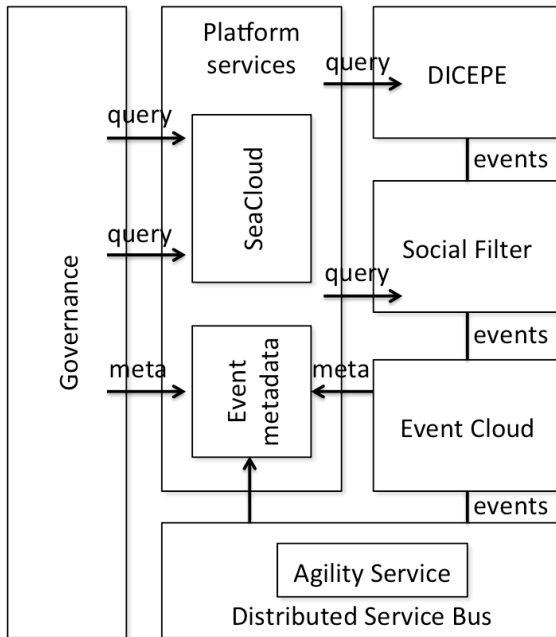 Platform
services
query
DICEPE
query
events
SeaCloud
query
Social Filter
query
events
Governance
meta
Event
metadata
meta
Event Cloud
events
Agility Service
Distributed Service Bus